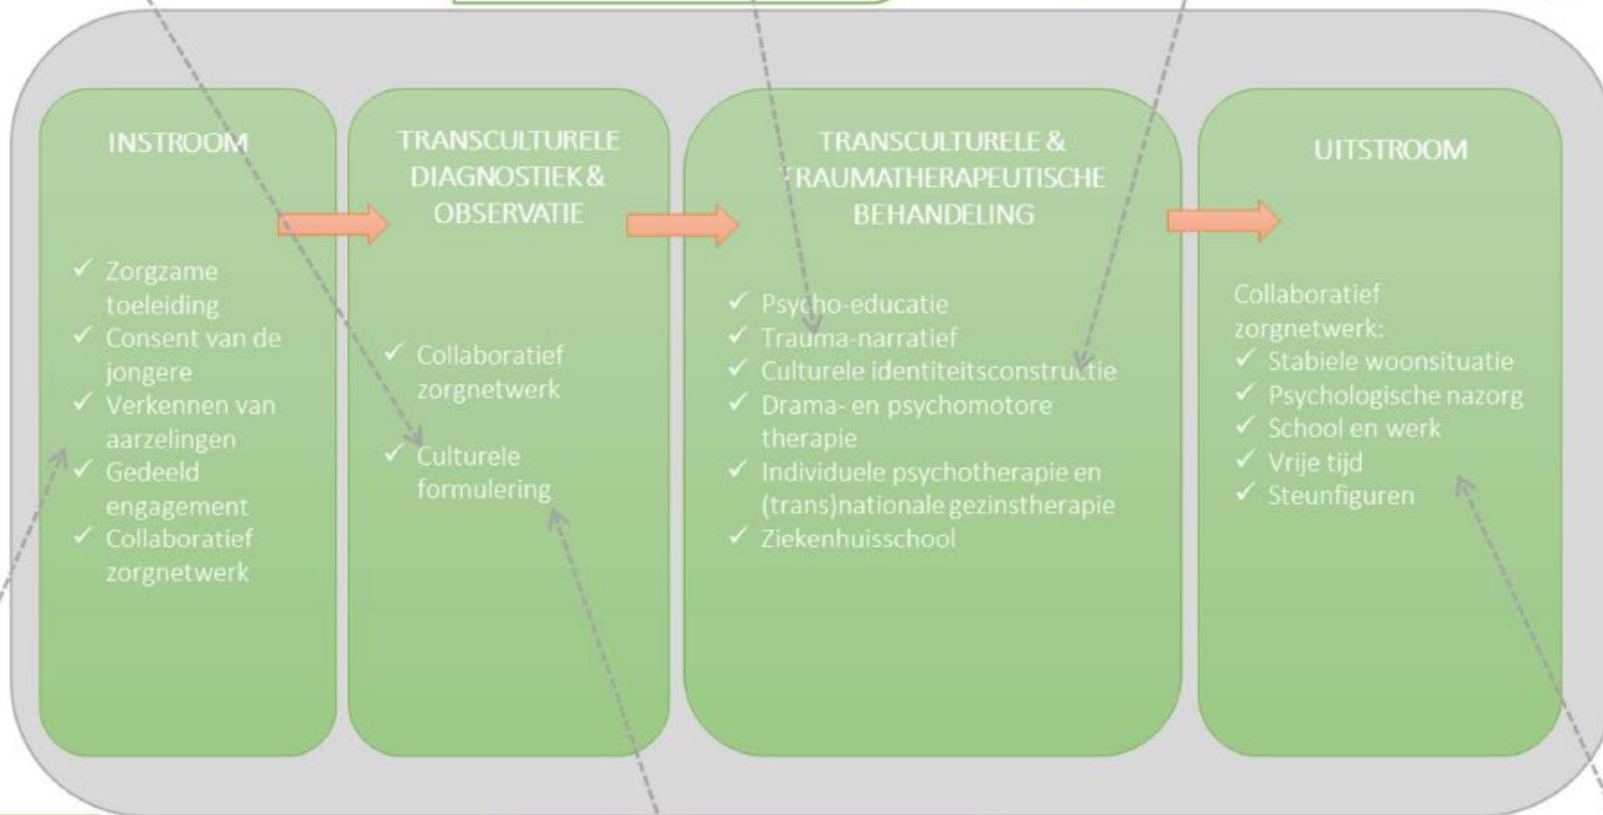 INSTROOM
✓ Zorgzame
toeleiding
✓ Consent van de
jongere
✓ Verkennen van
aarzelingen
✓ Gedeeld
engagement
✓ Collaboratief
zorgnetwerk
TRANSCULTURELE
DIAGNOSTIEK &
OBSERVATIE
✓ Collaboratief
zorgnetwerk
✓ Culturele
formulering
TRANSCULTURELE &
TRAUMATHERAPEUTISCHE
BEHANDELING
✓ Psycho-educatie
✓ Trauma-narratief
✓ Culturele identiteitsconstructie
✓ Drama- en psychomotore
therapie
✓ Individuele psychotherapie en
(trans)nationale gezinstherapie
✓ Ziekenhuisschool
UITSTROOM
Collaboratief
zorgnetwerk:
✓ Stabiele woonsituatie
✓ Psychologische nazorg
✓ School en werk
✓ Vrije tijd
✓ Steunfiguren